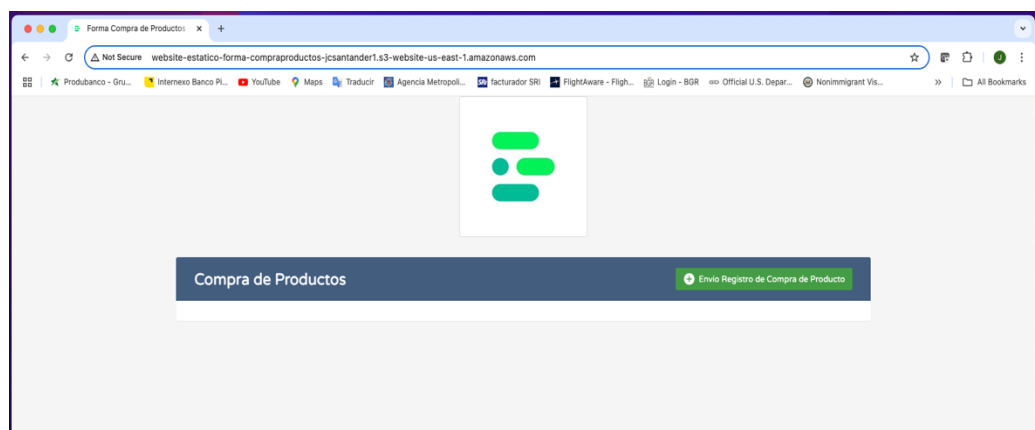 Forma Compra de Productos
Not Secure website-estatico-forma-compraproductos-jcsantander1.s3-website-us-east-1.amazonaws.com
Produbanco - Gru... Internexo Banco Pi... YouTube Maps Traducir Agencia Metropoli... SRi facturador SRI FlightAware - Fligh... Login - BGR Official U.S. Depar... Nonimmigrant Vis... All Bookmarks
Compra de Productos
Envio Registro de Compra de Producto